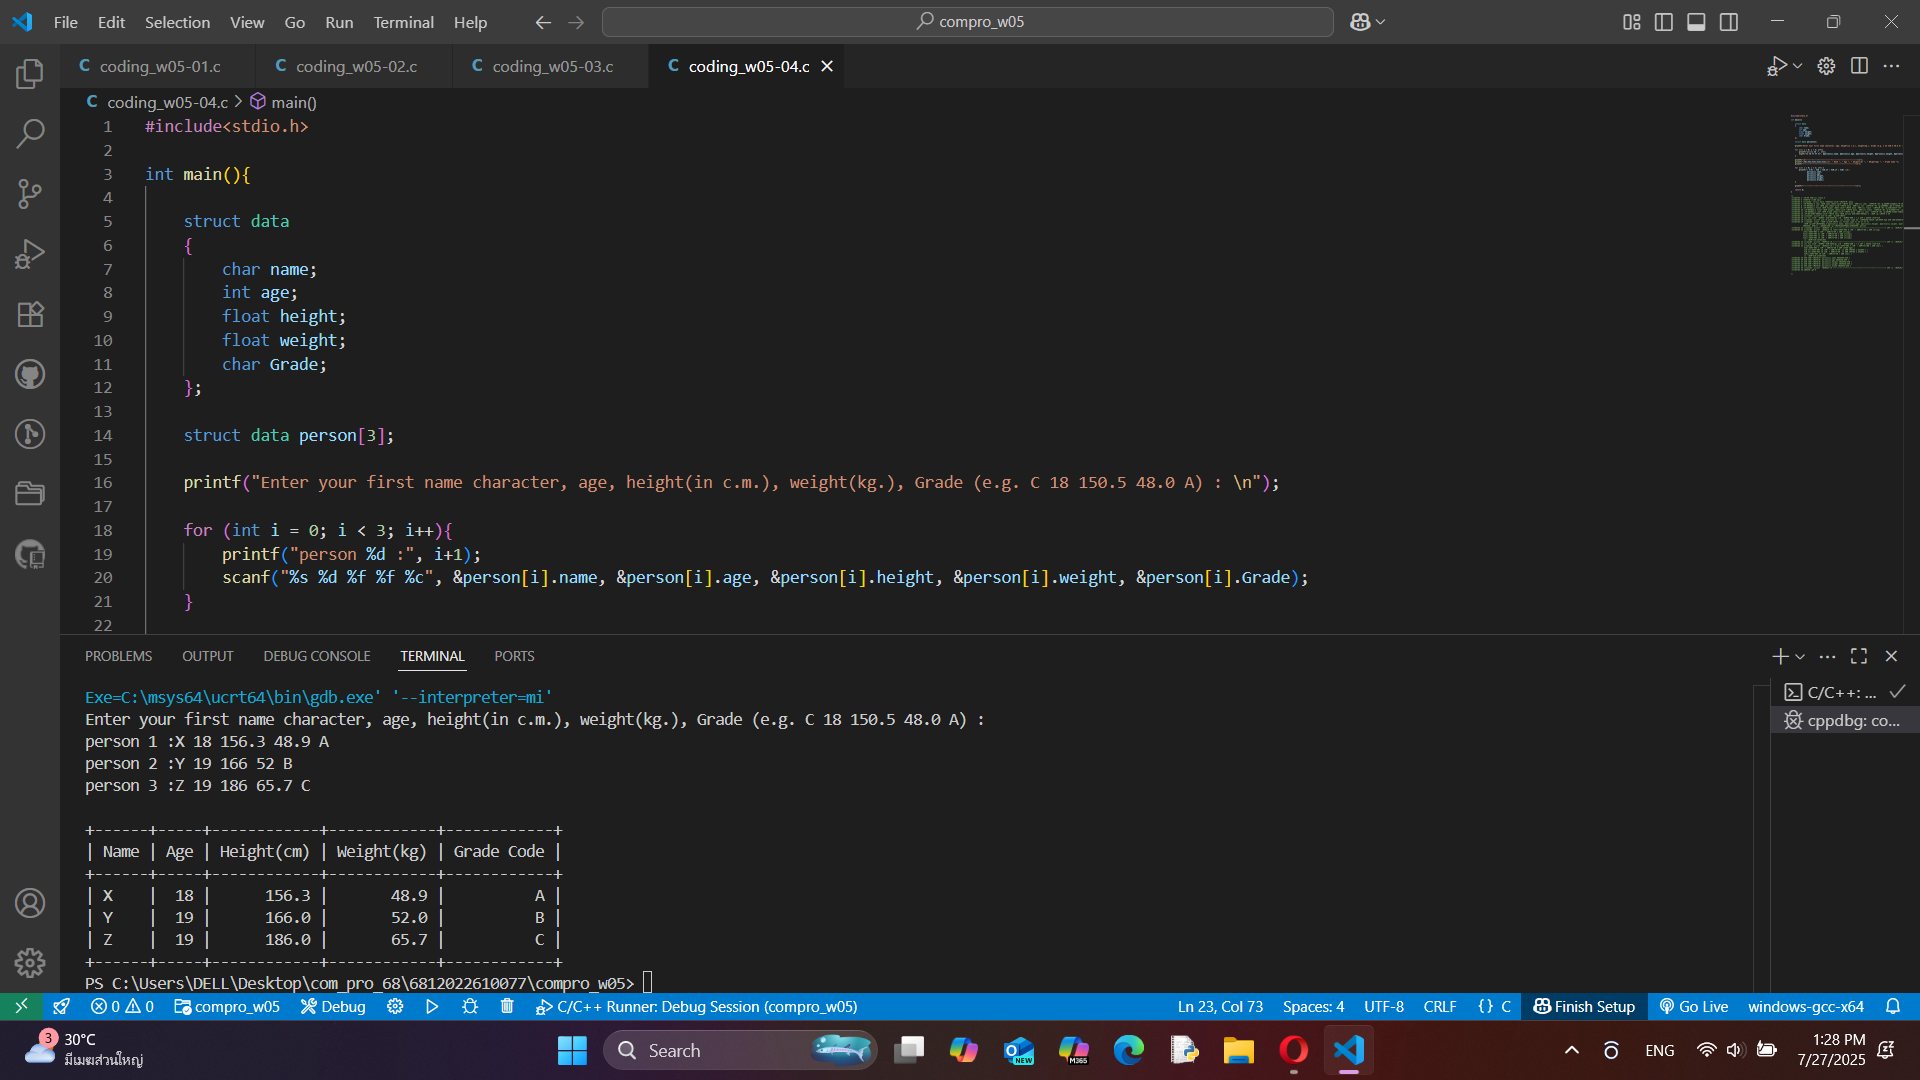 File Edit Selection View Go Run Terminal Help
compro_w05
C coding_w05-01.c C coding_w05-02.c C coding_w05-03.c C coding_w05-04.c
C coding_w05-04.c > main()
1 #include<stdio.h>
2
3 int main(){
4
5 struct data
6 {
7 char name;
8 int age;
9 float height;
10 float weight;
11 char Grade;
12 };
13
14 struct data person[3];
15
16 printf("Enter your first name character, age, height(in c.m.), weight(kg.), Grade (e.g. C 18 150.5 48.0 A) : \n");
17
18 for (int i = 0; i < 3; i++){
19 printf("person %d :", i+1);
20 scanf("%s %d %f %f %c", &person[i].name, &person[i].age, &person[i].height, &person[i].weight, &person[i].Grade);
21 }
22
PROBLEMS OUTPUT DEBUG CONSOLE TERMINAL PORTS
C/C++: ...
cppdbg: co...
Exe=C:\msys64\ucrt64\bin\gdb.exe' '--interpreter=mi'
Enter your first name character, age, height(in c.m.), weight(kg.), Grade (e.g. C 18 150.5 48.0 A) :
person 1 :X 18 156.3 48.9 A
person 2 :Y 19 166 52 B
person 3 :Z 19 186 65.7 C
+------+-----+------------+------------+------------+
| Name | Age | Height(cm) | Weight(kg) | Grade Code |
+------+-----+------------+------------+------------+
| X | 18 | 156.3 | 48.9 | A |
| Y | 19 | 166.0 | 52.0 | B |
| Z | 19 | 186.0 | 65.7 | C |
+------+-----+------------+------------+------------+
PS C:\Users\DELL\Desktop\com_pro_68\6812022610077\compro_w05>
0 0 compro_w05 Debug C/C++ Runner: Debug Session (compro_w05) Ln 23, Col 73 Spaces: 4 UTF-8 CRLF {} C Finish Setup Go Live windows-gcc-x64
3 30°C
มีเมฆส่วนใหญ่
Search
NEW
M365
ENG
1:28 PM
7/27/2025